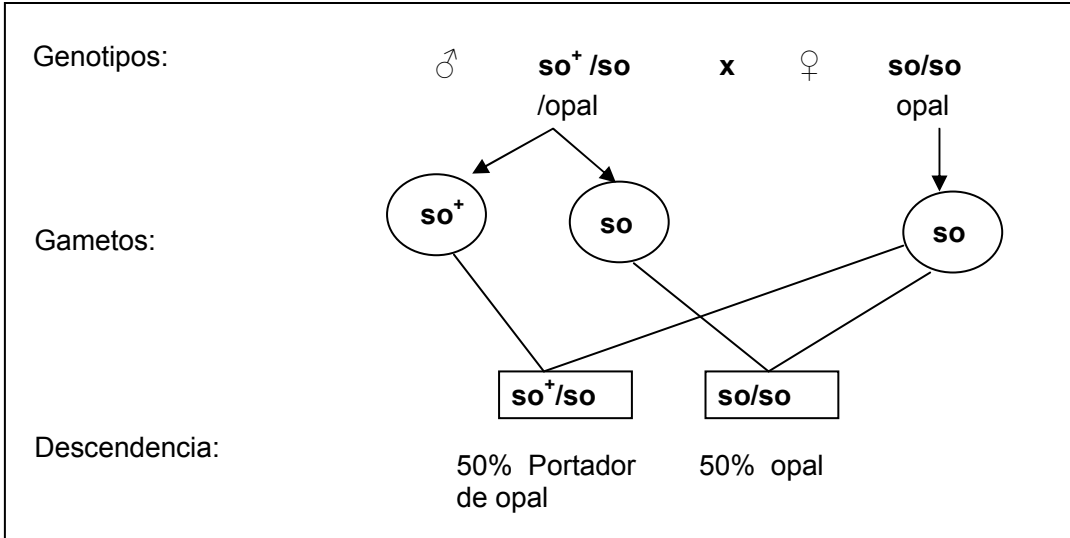 Genotipos: ♂ so⁺ /so x ♀ so/so
/opal opal
so⁺ so so
Gametos:
so⁺/so so/so
Descendencia:
50% Portador 50% opal
de opal